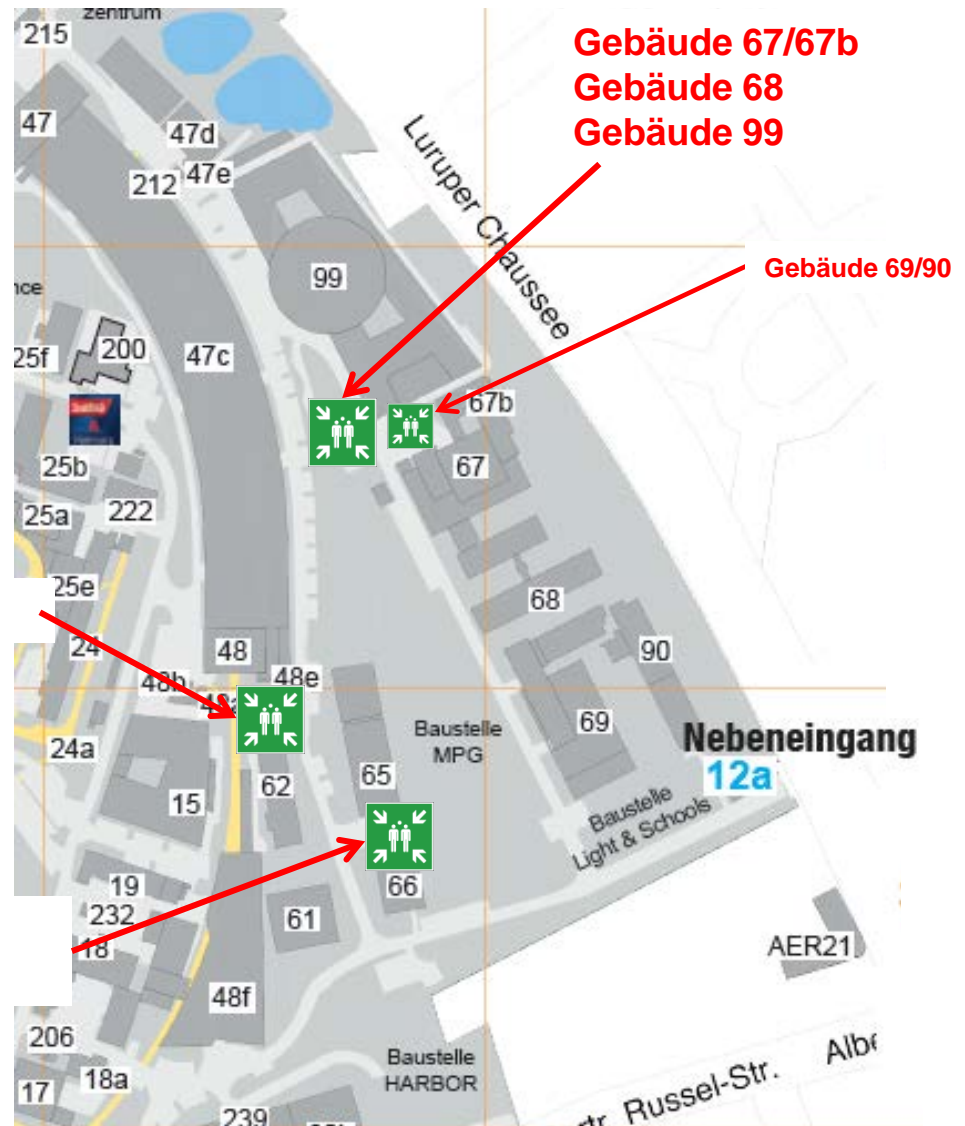 zentrum
215
Gebäude 67/67b
Gebäude 68
Gebäude 99
47
47d
Luruper Chaussee
212
47e
99
Gebäude 69/90
nce
200
25f
47c
67b
25b
67
25a
222
25e
68
24
48
90
48b
48e
24a
Baustelle
MPG
69
Nebeneingang
12a
65
62
15
Baustelle
Light & Schools
19
66
232
61
18
AER21
48f
206
Baustelle
HARBOR
18a
17
239
Russel-Str.